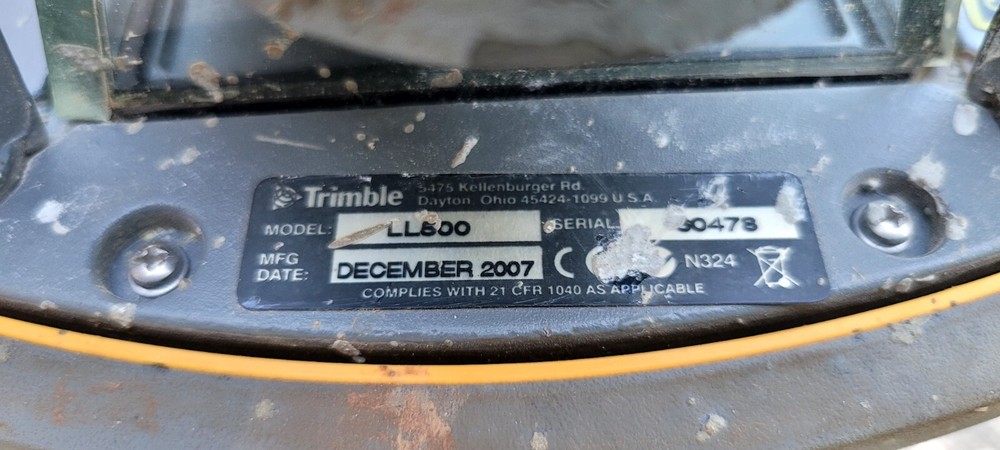 Trimble
5475 Kellenburger Rd.
Dayton, Ohio 45424-1099 U.S.A.
MODEL:
SERIAL
MFG DATE: DECEMBER 2007
N324
COMPLIES WITH 21 CFR 1040 AS APPLICABLE